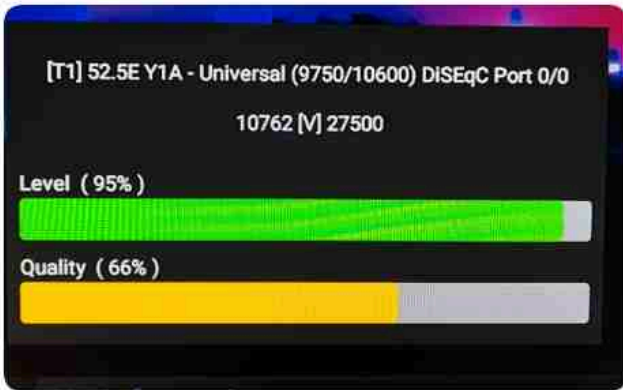 [T1] 52.5E Y1A - Universal (9750/10600) DiSEqC Port 0/0
10762 [V] 27500
Level ( 95% )
Quality ( 66% )